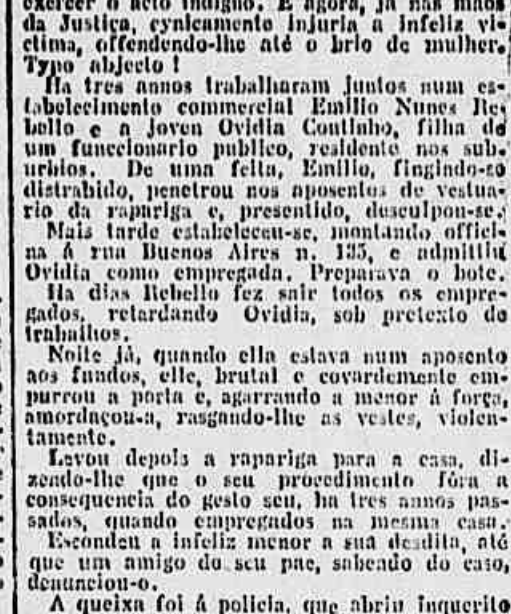 exercer o acto indigno. E agora, já nas mãos
da Justiça, cynicamente injuria a infeliz vi-
ctima, offendendo-lhe até o brio de mulher.
Typo abjecto!
Ha tres annos trabalharam juntos num es-
tabelecimento commercial Emilio Nunes Re-
bello e a joven Ovidia Coutinho, filha de
um funccionario publico, residente nos sub-
urbios. De uma feita, Emilio, fingindo-se
distrahido, penetrou nos aposentos de vestua-
rio da rapariga e, presentido, desculpou-se.
Mais tarde estabeleceu-se, montando offici-
na á rua Buenos Aires n. 135, e admittiu
Ovidia como empregada. Preparava o bote.
Ha dias Rebello fez sair todos os empre-
gados, retardando Ovidia, sob pretexto de
trabalhos.
Noite já, quando ella estava num aposento
aos fundos, elle, brutal e covardemente em-
purrou a porta e, agarrando a menor á força,
amordaçou-a, rasgando-lhe as vestes, violen-
tamente.
Levou depois a rapariga para a casa, di-
zendo-lhe que o seu procedimento fôra a
consequencia do gesto seu, ha tres annos pas-
sados, quando empregados na mesma casa.
Escondeu a infeliz menor a sua desdita, até
que um amigo do seu pae, sabendo do caso,
denunciou-o.
A queixa foi á policia, que abriu inquerito